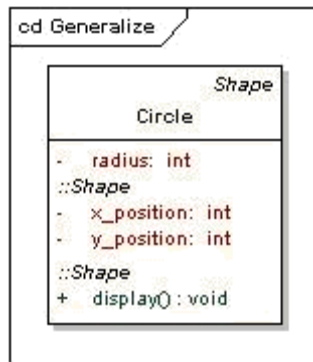 cd Generalize
Shape
Circle
- radius: int
::Shape
- x_position: int
- y_position: int
::Shape
+ display() : void